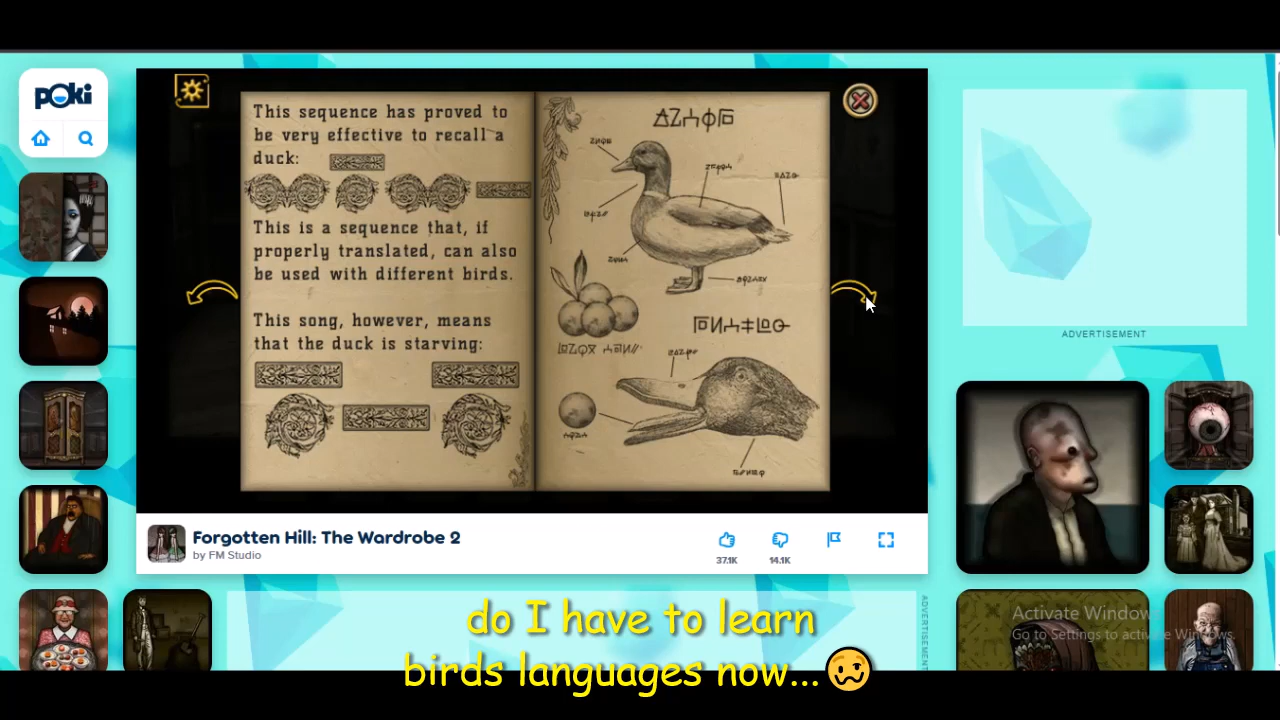 poki
This sequence has proved to
be very effective to recall a
duck:
This is a sequence that, if
properly translated, can also
be used with different birds.
This song, however, means
that the duck is starving:
ADVERTISEMENT
Forgotten Hill: The Wardrobe 2
by FM Studio
37.1K
14.1K
ADVERTISEMENT
Activate Windows
Go to Settings to activate Windows.
do I have to learn
birds languages now...🥴